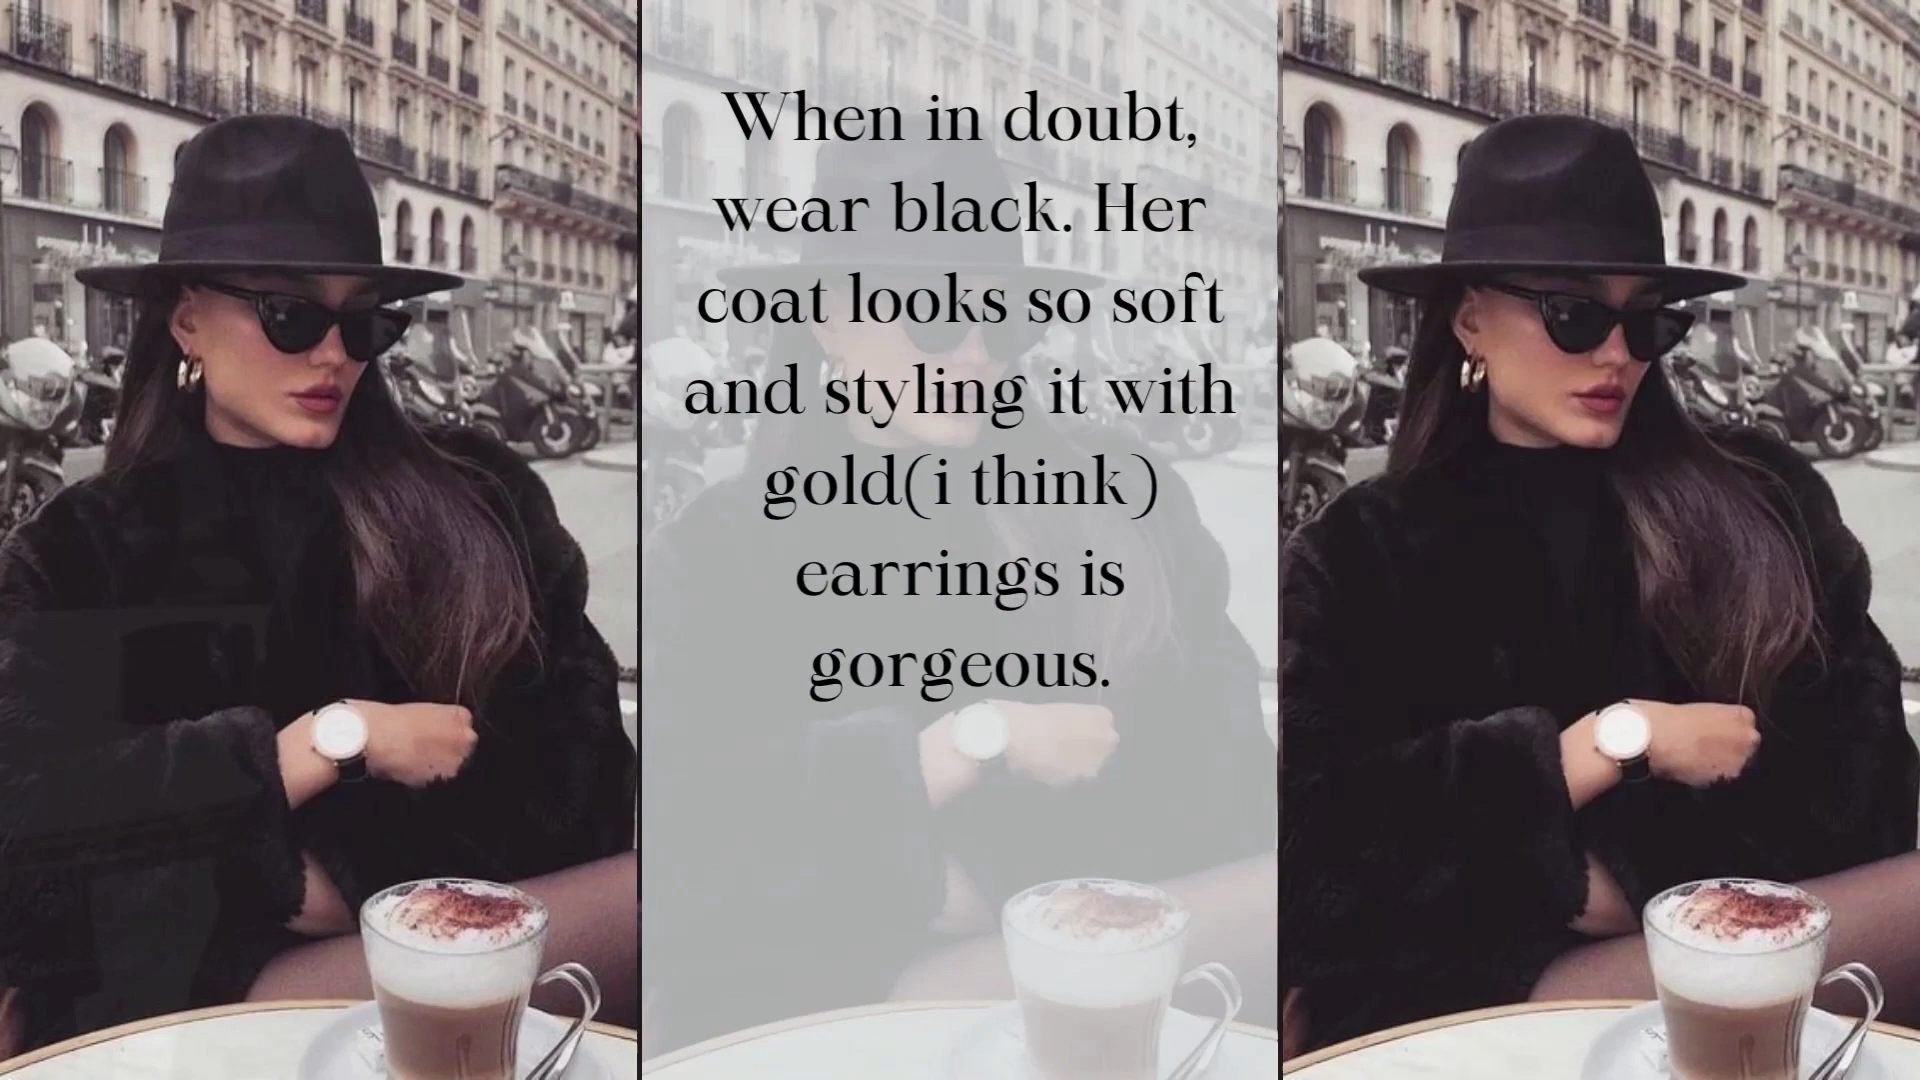 When in doubt,
wear black. Her
coat looks so soft
and styling it with
gold(i think)
earrings is
gorgeous.